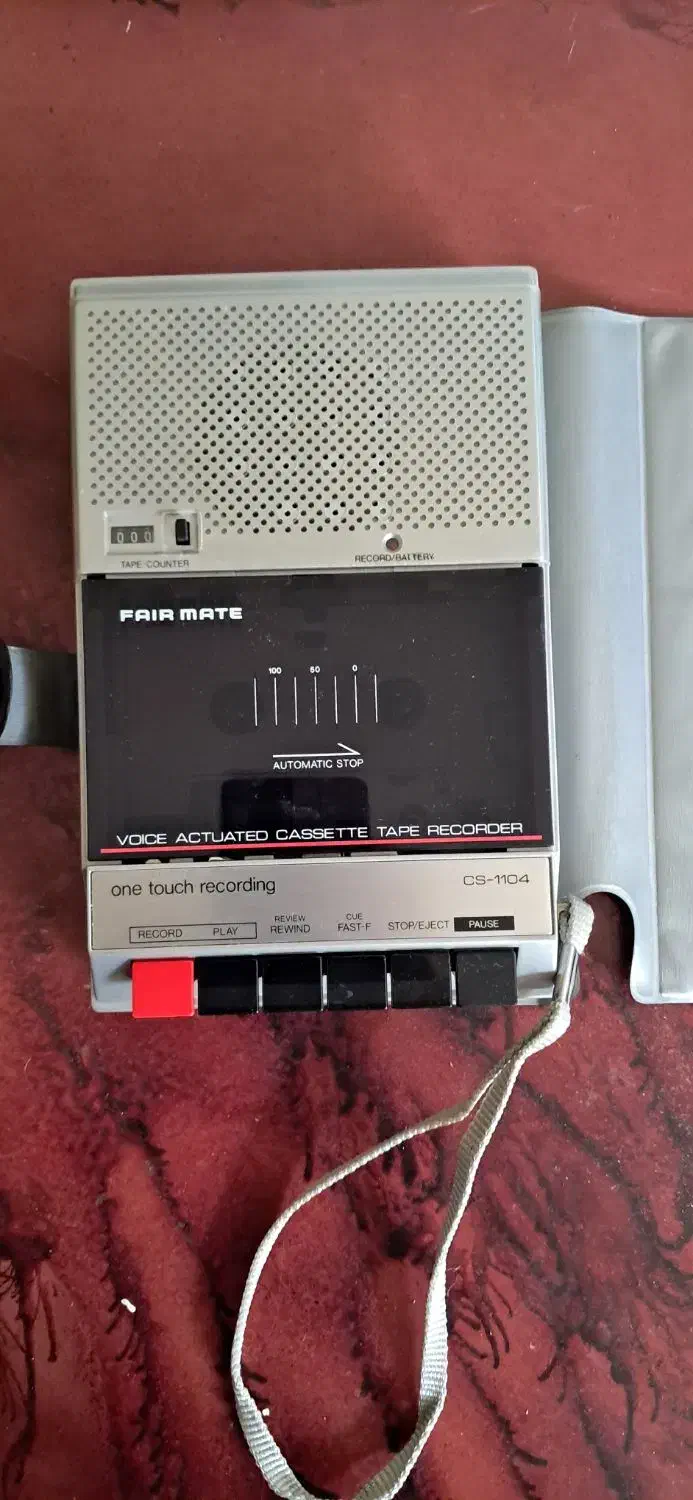 000
TAPE COUNTER
RECORD/BATTERY
FAIR MATE
100 50 0
AUTOMATIC STOP
VOICE ACTUATED CASSETTE TAPE RECORDER
one touch recording
CS-1104
RECORD PLAY REVIEW REWIND CUE FAST-F STOP/EJECT PAUSE